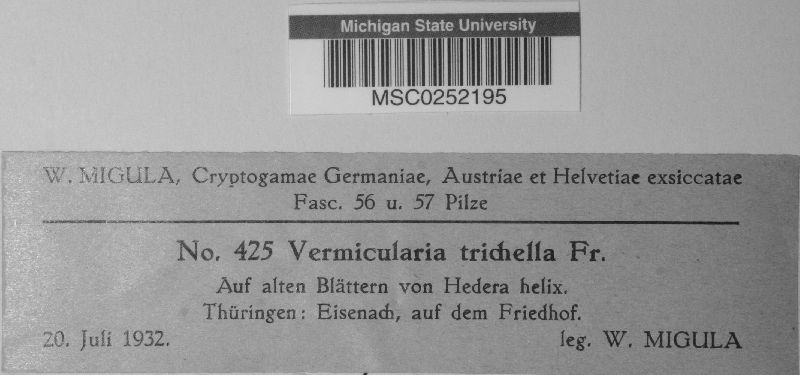 Michigan State University
MSC0252195
W. MIGULA, Cryptogamae Germaniae, Austriae et Helvetiae exsiccatae
Fasc. 56 u. 57 Pilze
No. 425 Vermicularia trichella Fr.
Auf alten Blättern von Hedera helix.
Thüringen: Eisenach, auf dem Friedhof.
20. Juli 1932. leg. W. MIGULA